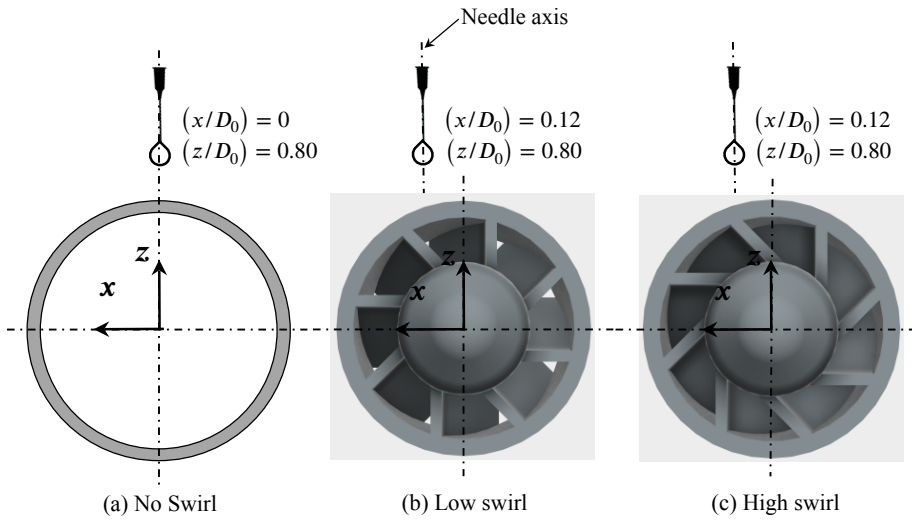 Needle axis
(x/D₀) = 0
(z/D₀) = 0.80
(x/D₀) = 0.12
(z/D₀) = 0.80
(x/D₀) = 0.12
(z/D₀) = 0.80
z
x
z
x
z
x
(a) No Swirl
(b) Low swirl
(c) High swirl